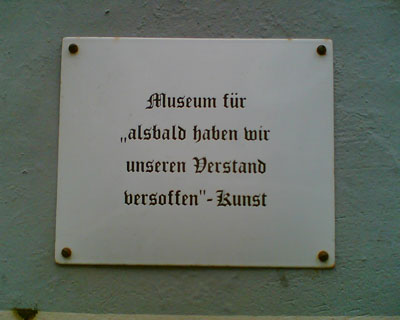 Museum für
„alsbald haben wir
unseren Verstand
versoffen"-Kunst